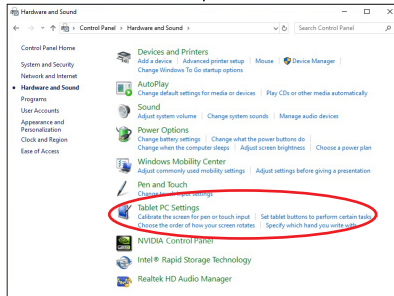 Hardware and Sound
Control Panel > Hardware and Sound >
Search Control Panel
Control Panel Home
System and Security
Network and Internet
Hardware and Sound
Programs
User Accounts
Appearance and
Personalization
Clock and Region
Ease of Access
Devices and Printers
Add a device | Advanced printer setup | Mouse | Device Manager |
Change Windows To Go startup options
AutoPlay
Change default settings for media or devices | Play CDs or other media automatically
Sound
Adjust system volume | Change system sounds | Manage audio devices
Power Options
Change battery settings | Change what the power buttons do |
Change when the computer sleeps | Adjust screen brightness | Choose a power plan
Windows Mobility Center
Adjust commonly used mobility settings | Adjust settings before giving a presentation
Pen and Touch
Change touch input settings
Tablet PC Settings
Calibrate the screen for pen or touch input | Set tablet buttons to perform certain tasks
Choose the order of how your screen rotates | Specify which hand you write with
NVIDIA Control Panel
Intel® Rapid Storage Technology
Realtek HD Audio Manager